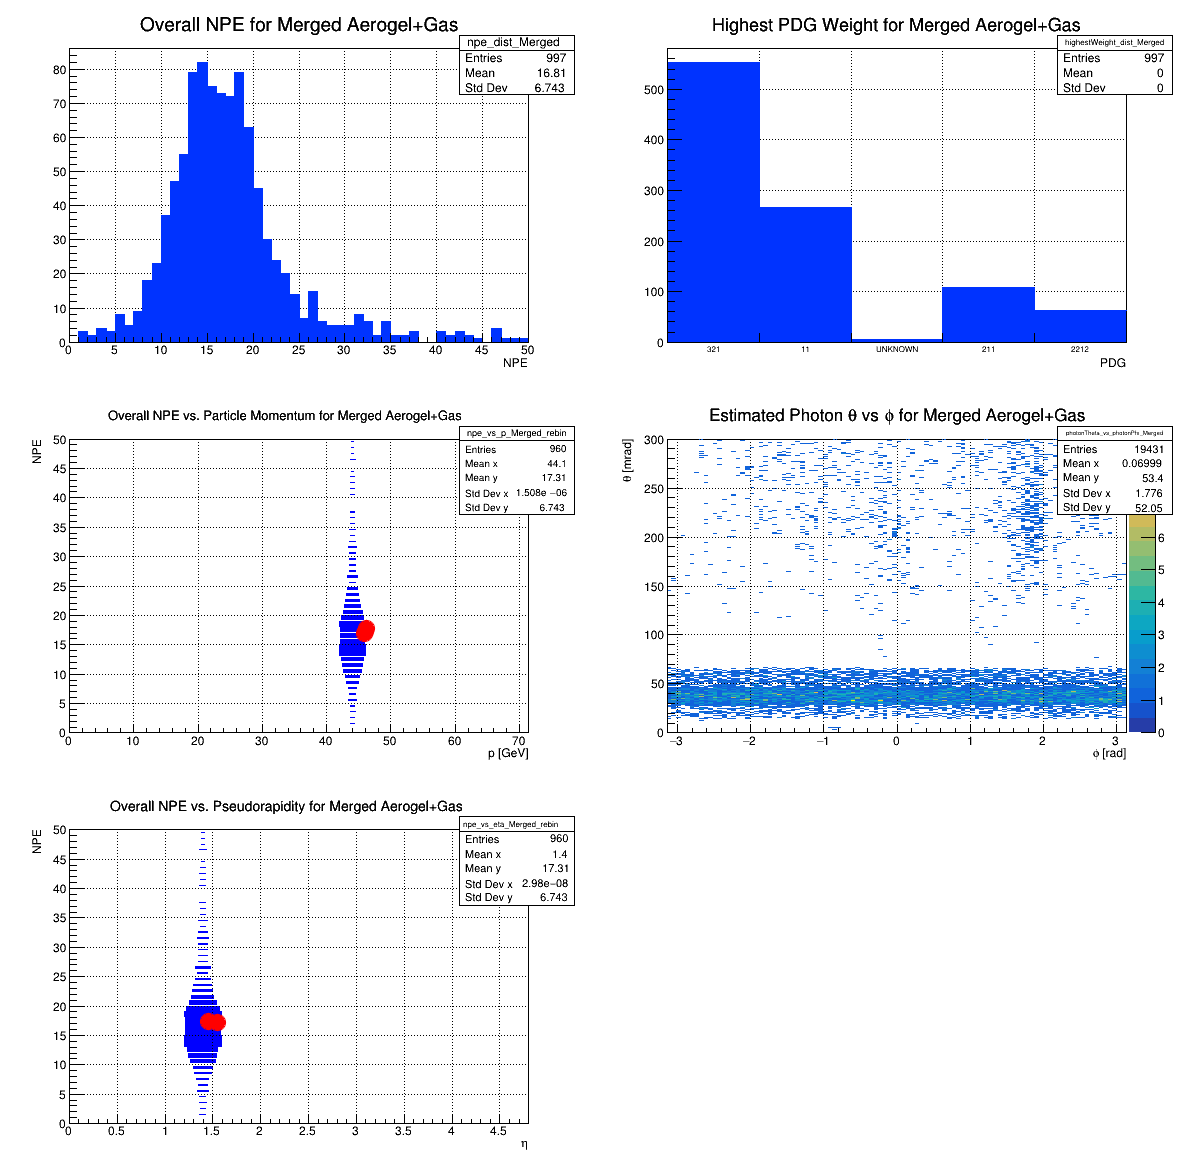 Overall NPE for Merged Aerogel+Gas
npe_dist_Merged
Entries 997
Mean 16.81
Std Dev 6.743
80
70
60
50
40
30
20
10
0
0 5 10 15 20 25 30 35 40 45 50
NPE
Highest PDG Weight for Merged Aerogel+Gas
highestWeight_dist_Merged
Entries 997
Mean 0
Std Dev 0
500
400
300
200
100
0
321 11 UNKNOWN 211 2212
PDG
Overall NPE vs. Particle Momentum for Merged Aerogel+Gas
npe_vs_p_Merged_rebin
Entries 960
Mean x 44.1
Mean y 17.31
Std Dev x 1.508e −06
Std Dev y 6.743
NPE
50
45
40
35
30
25
20
15
10
5
0
0 10 20 30 40 50 60 70
p [GeV]
Estimated Photon θ vs ϕ for Merged Aerogel+Gas
photonTheta_vs_photonPhi_Merged
Entries 19431
Mean x 0.06999
Mean y 53.4
Std Dev x 1.776
Std Dev y 52.05
θ [mrad]
300
250
200
150
100
50
0
−3 −2 −1 0 1 2 3
ϕ [rad]
6
5
4
3
2
1
0
Overall NPE vs. Pseudorapidity for Merged Aerogel+Gas
npe_vs_eta_Merged_rebin
Entries 960
Mean x 1.4
Mean y 17.31
Std Dev x 2.98e−08
Std Dev y 6.743
NPE
50
45
40
35
30
25
20
15
10
5
0
0 0.5 1 1.5 2 2.5 3 3.5 4 4.5
η